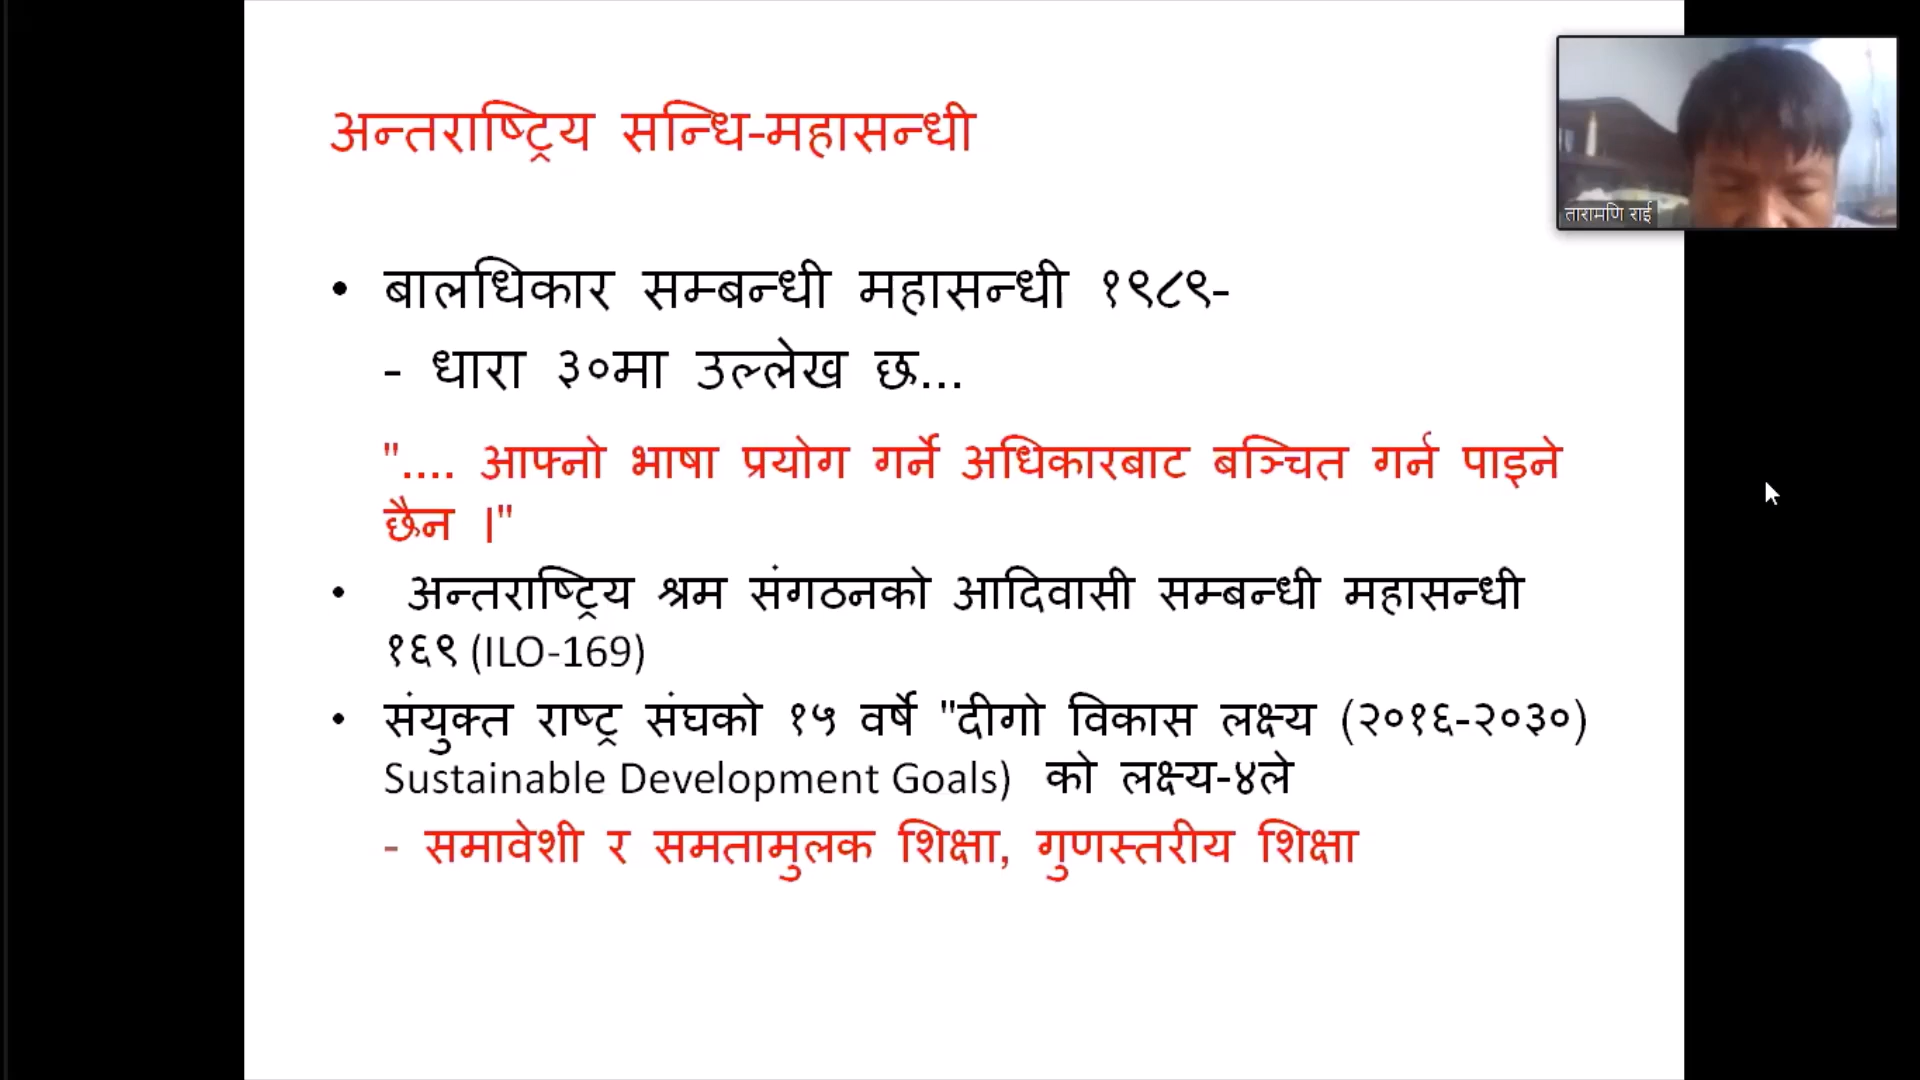 अन्तराष्ट्रिय सन्धि-महासन्धी
तारामणि राई
• बालधिकार सम्बन्धी महासन्धी १९८९-
- धारा ३०मा उल्लेख छ...
".... आफ्नो भाषा प्रयोग गर्ने अधिकारबाट बञ्चित गर्न पाइने
छैन ।"
• अन्तराष्ट्रिय श्रम संगठनको आदिवासी सम्बन्धी महासन्धी
१६९ (ILO-169)
• संयुक्त राष्ट्र संघको १५ वर्षे "दीगो विकास लक्ष्य (२०१६-२०३०)
Sustainable Development Goals) को लक्ष्य-४ले
- समावेशी र समतामुलक शिक्षा, गुणस्तरीय शिक्षा